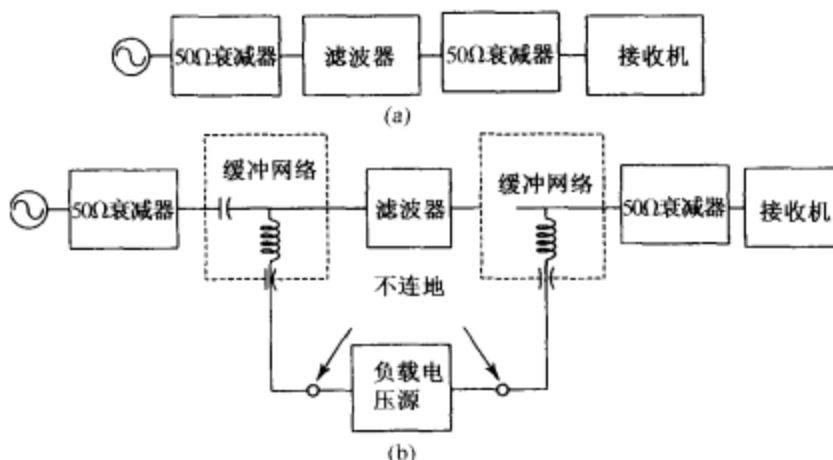 50Ω衰减器
滤波器
50Ω衰减器
接收机
(a)
缓冲网络
缓冲网络
50Ω衰减器
滤波器
50Ω衰减器
接收机
不连地
负载电
压源
(b)